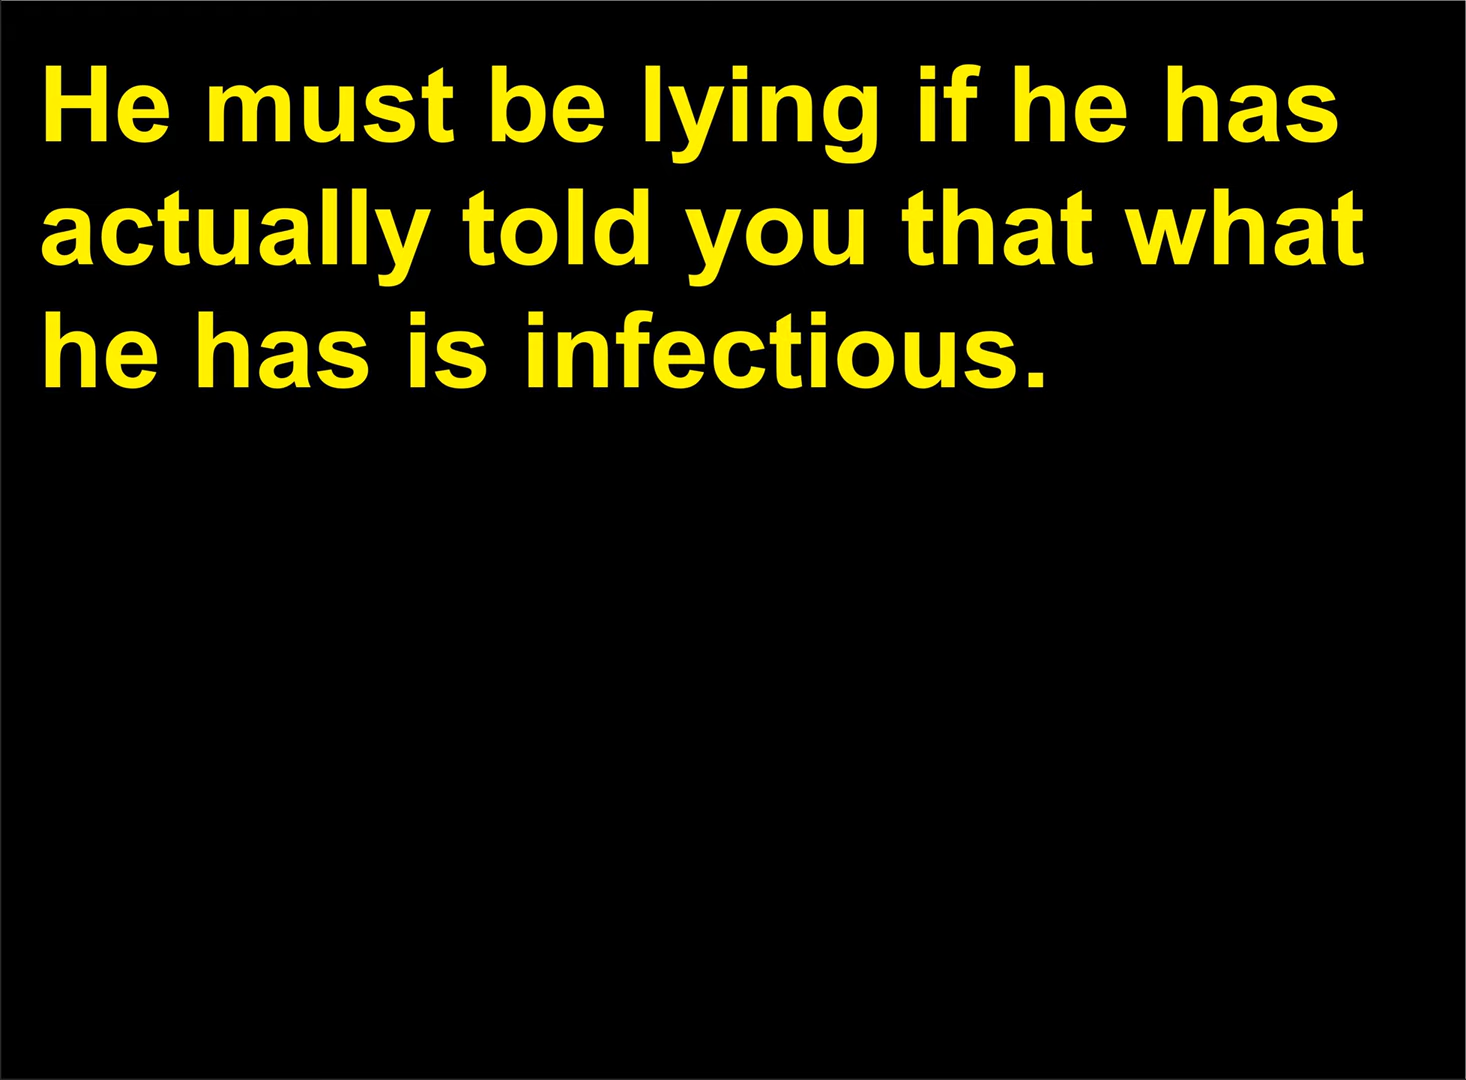 He must be lying if he has
actually told you that what
he has is infectious.